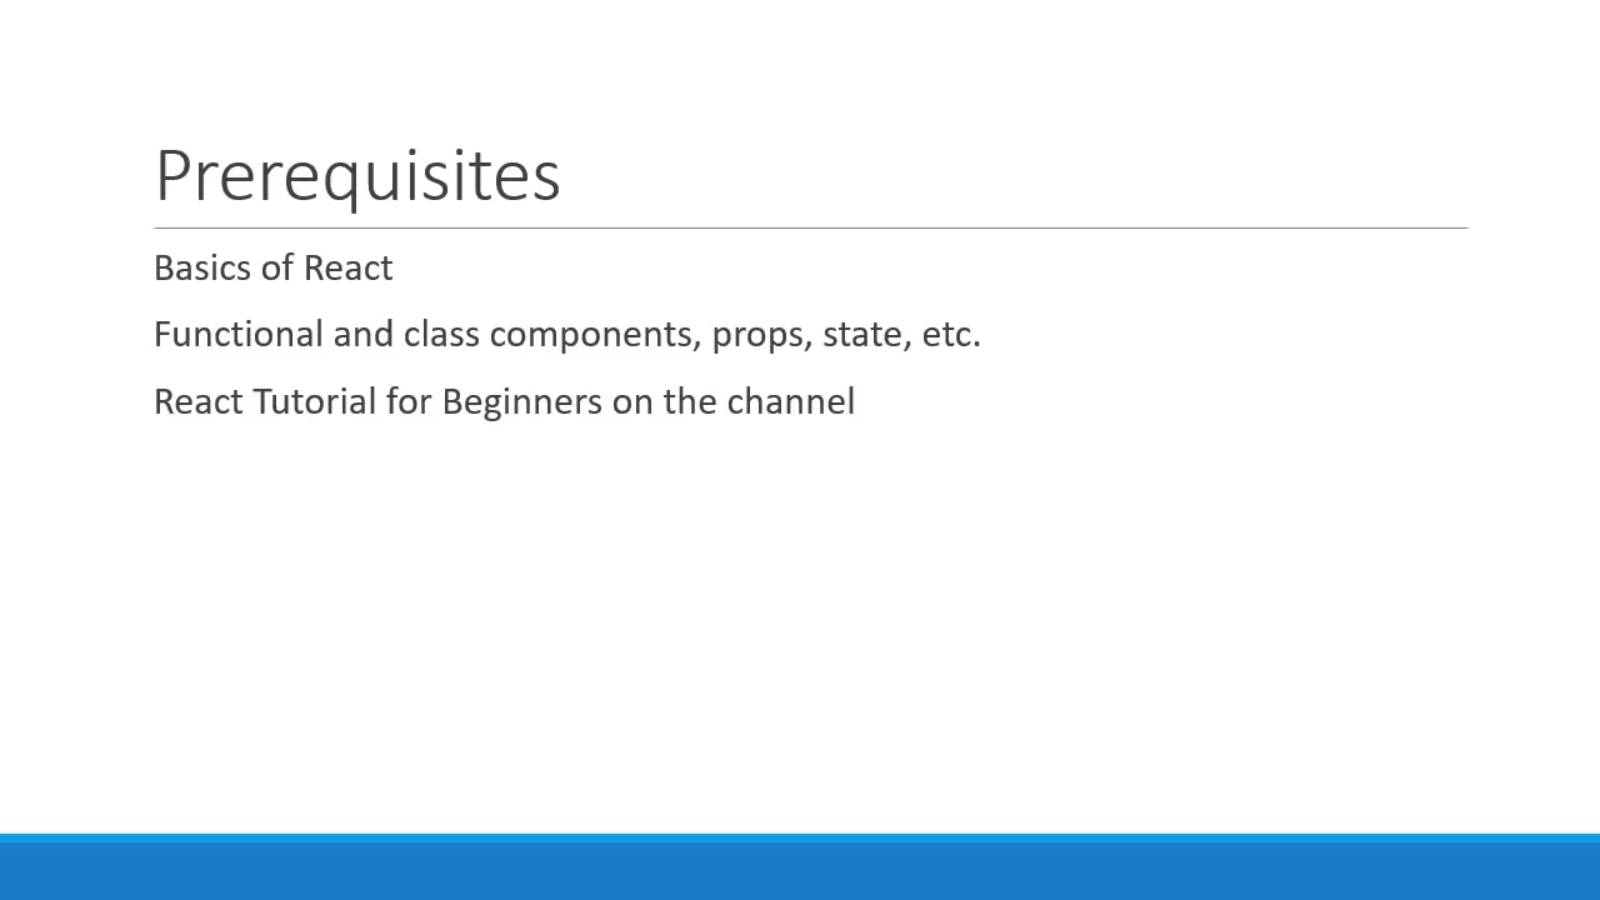 Prerequisites
Basics of React
Functional and class components, props, state, etc.
React Tutorial for Beginners on the channel